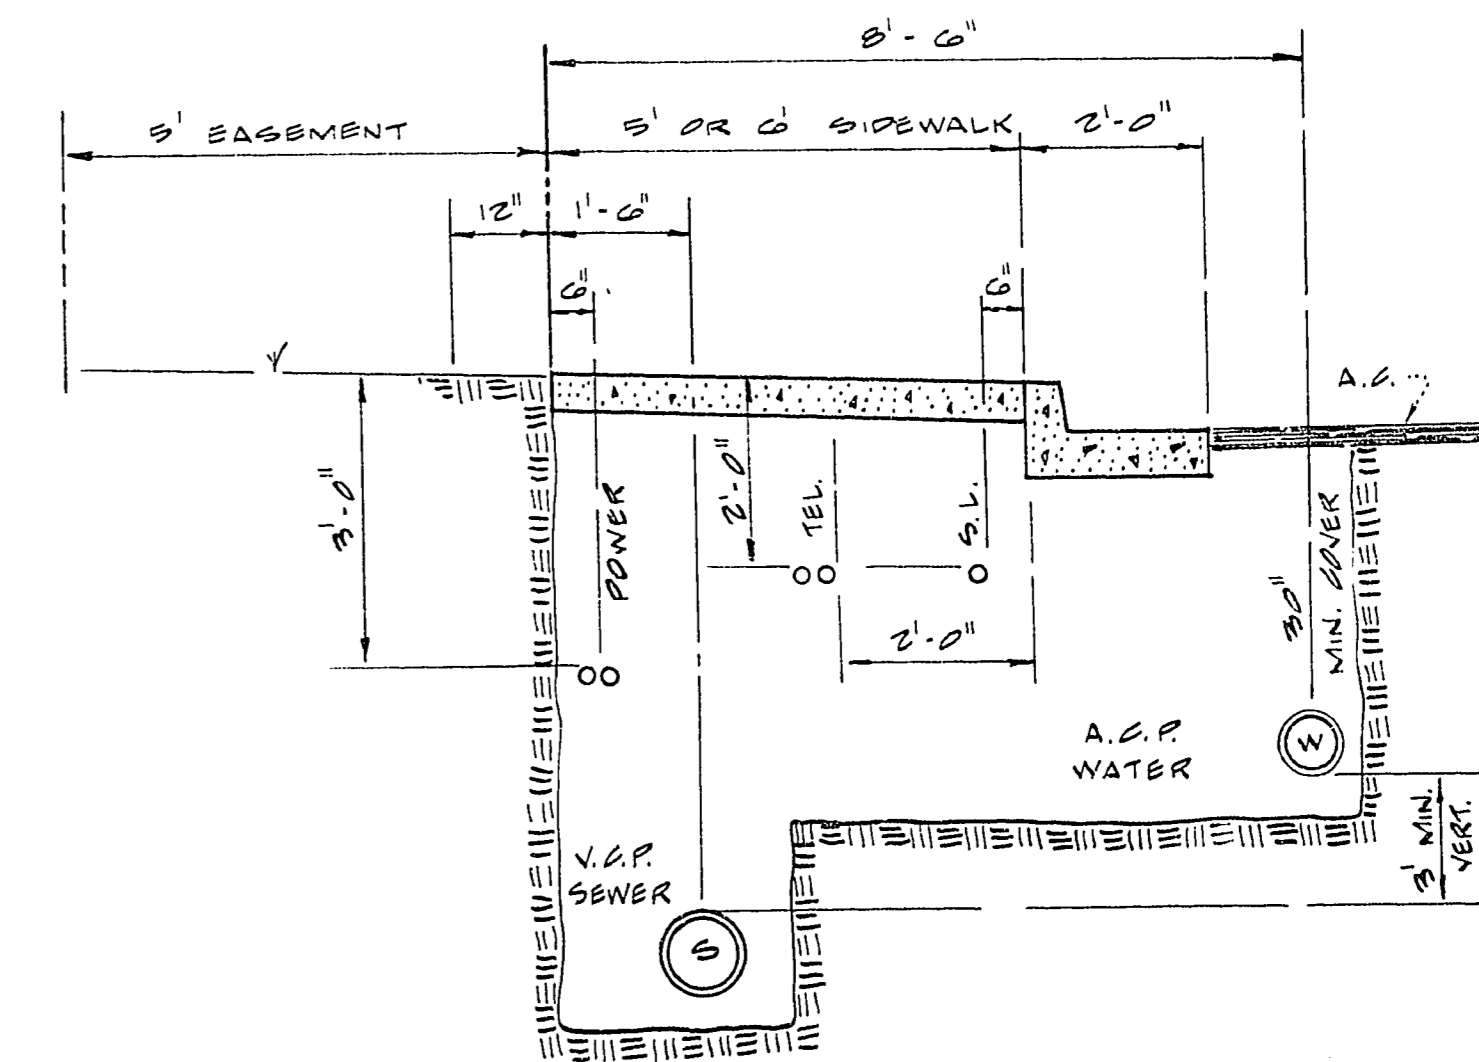 8'-6"
5' EASEMENT
5' OR 6' SIDEWALK
2'-0"
12"
1'-6"
6"
6"
A.C.
3'-0"
POWER
2'-0"
TEL.
S.L.
30"
MIN. COVER
2'-0"
A.C.P.
WATER
W
3' MIN.
VERT.
V.C.P.
SEWER
S